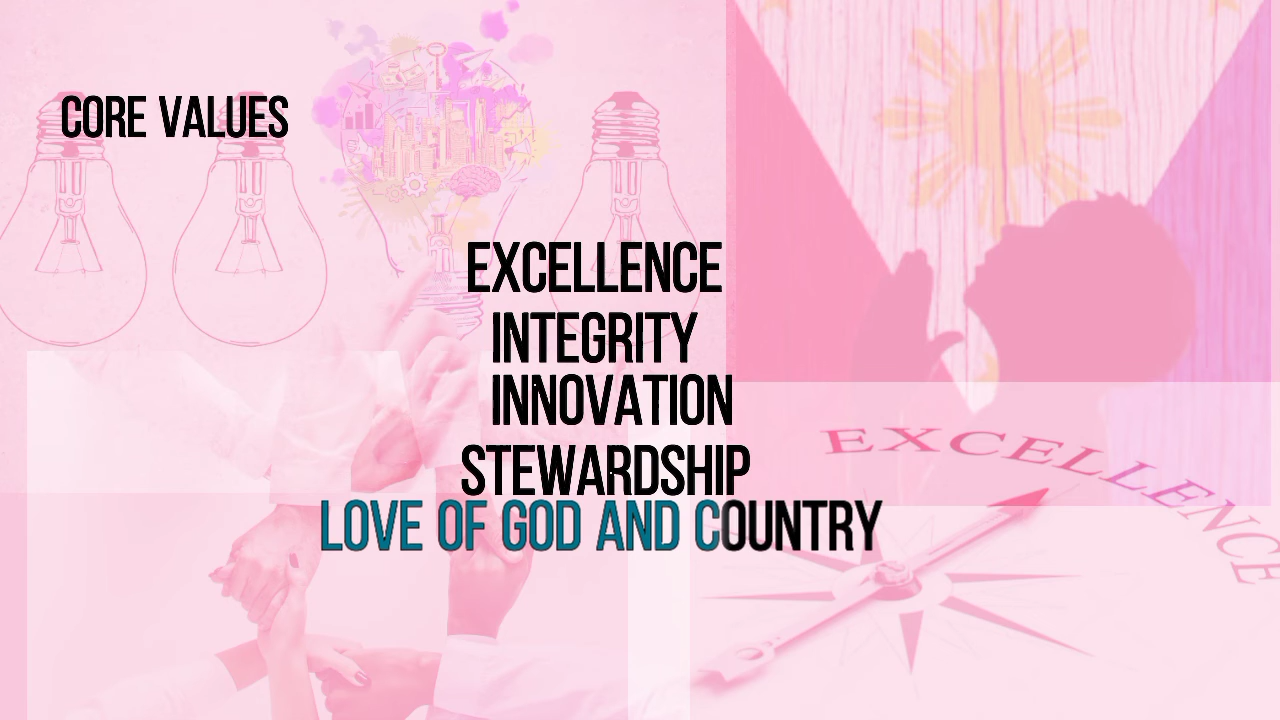 CORE VALUES
EXCELLENCE
INTEGRITY
INNOVATION
STEWARDSHIP
LOVE OF GOD AND COUNTRY
EXCELLENCE